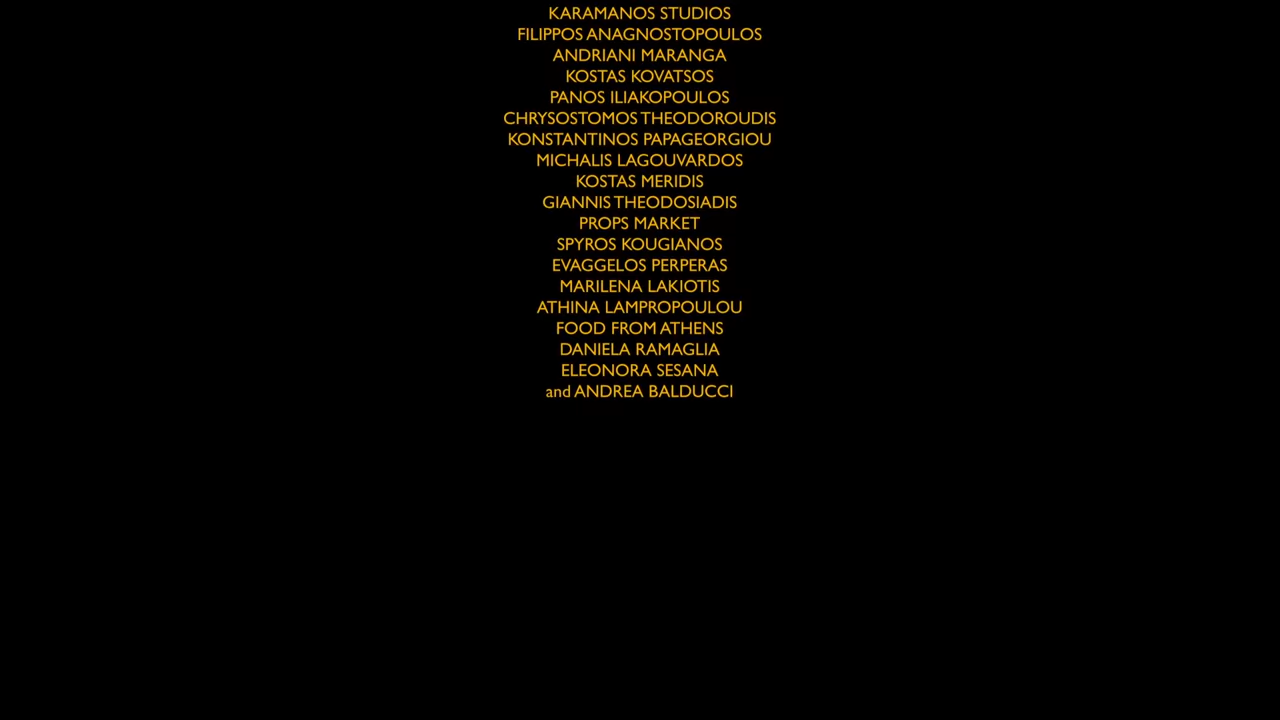 KARAMANOS STUDIOS
FILIPPOS ANAGNOSTOPOULOS
ANDRIANI MARANGA
KOSTAS KOVATSOS
PANOS ILIAKOPOULOS
CHRYSOSTOMOS THEODOROUDIS
KONSTANTINOS PAPAGEORGIOU
MICHALIS LAGOUVARDOS
KOSTAS MERIDIS
GIANNIS THEODOSIADIS
PROPS MARKET
SPYROS KOUGIANOS
EVAGGELOS PERPERAS
MARILENA LAKIOTIS
ATHINA LAMPROPOULOU
FOOD FROM ATHENS
DANIELA RAMAGLIA
ELEONORA SESANA
and ANDREA BALDUCCI